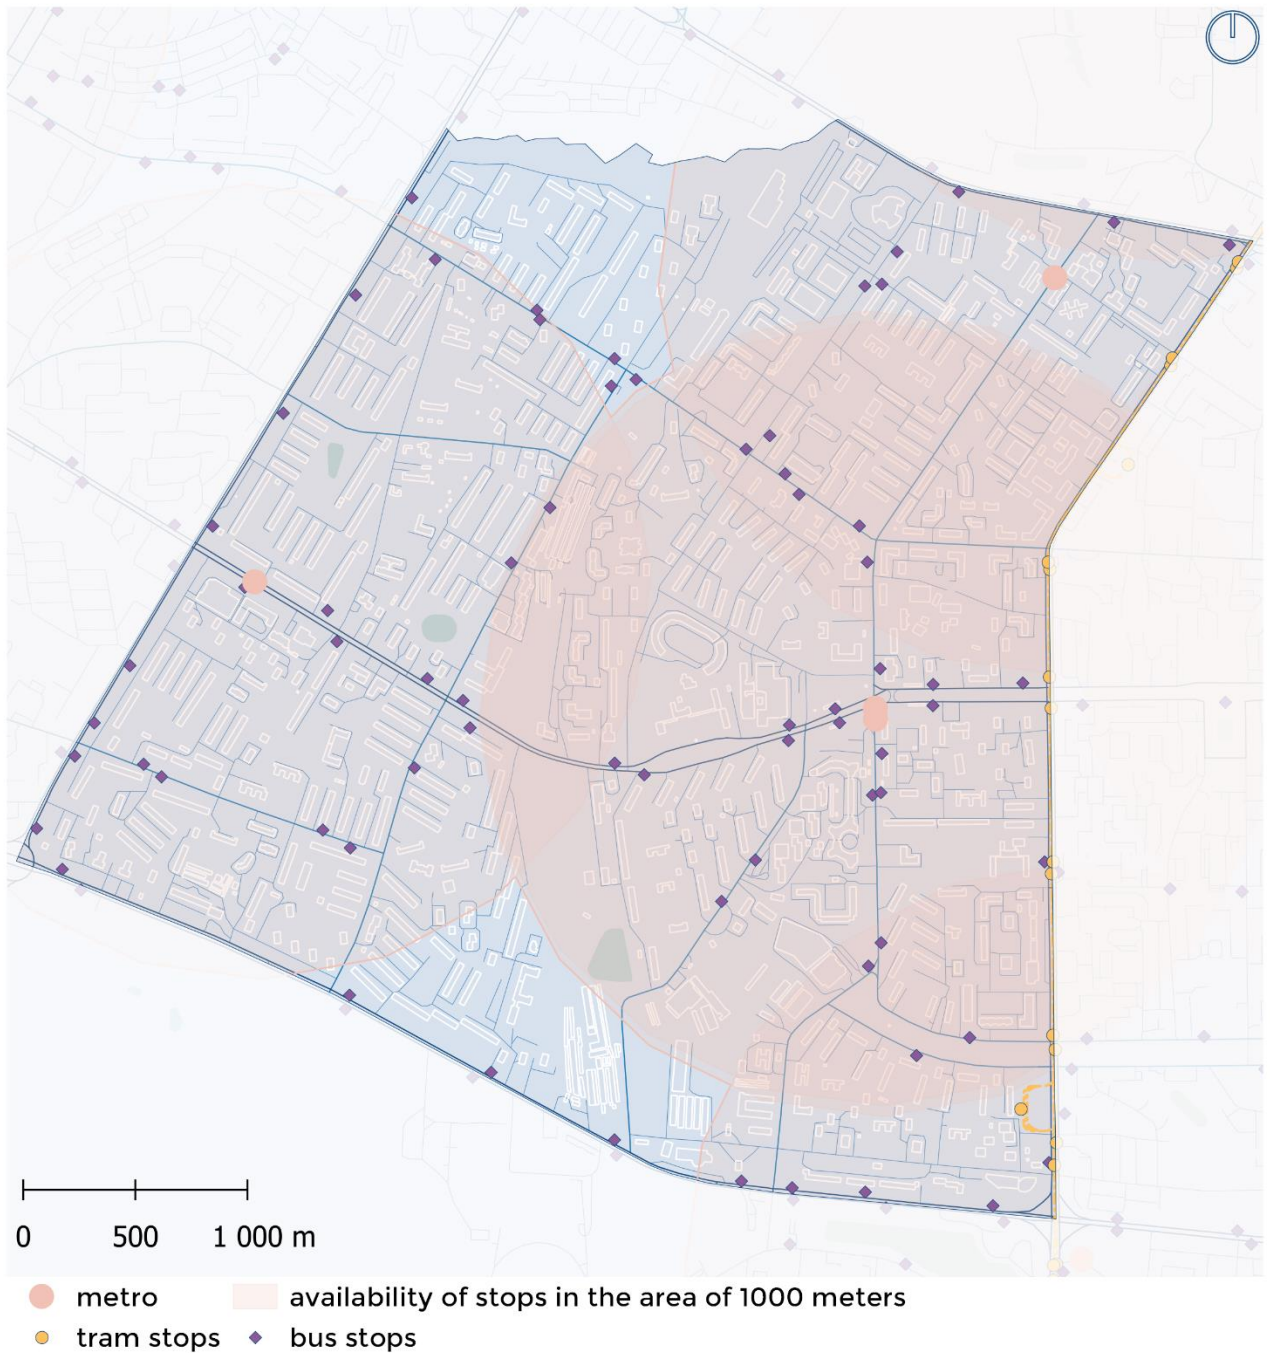 0 500 1 000 m
metro availability of stops in the area of 1000 meters
tram stops bus stops